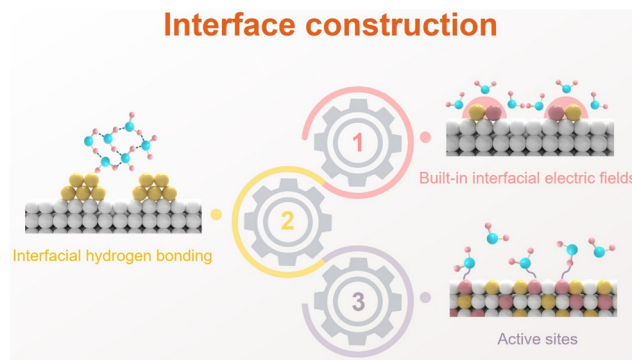 Interface construction
1
Built-in interfacial electric fields
2
Interfacial hydrogen bonding
3
Active sites